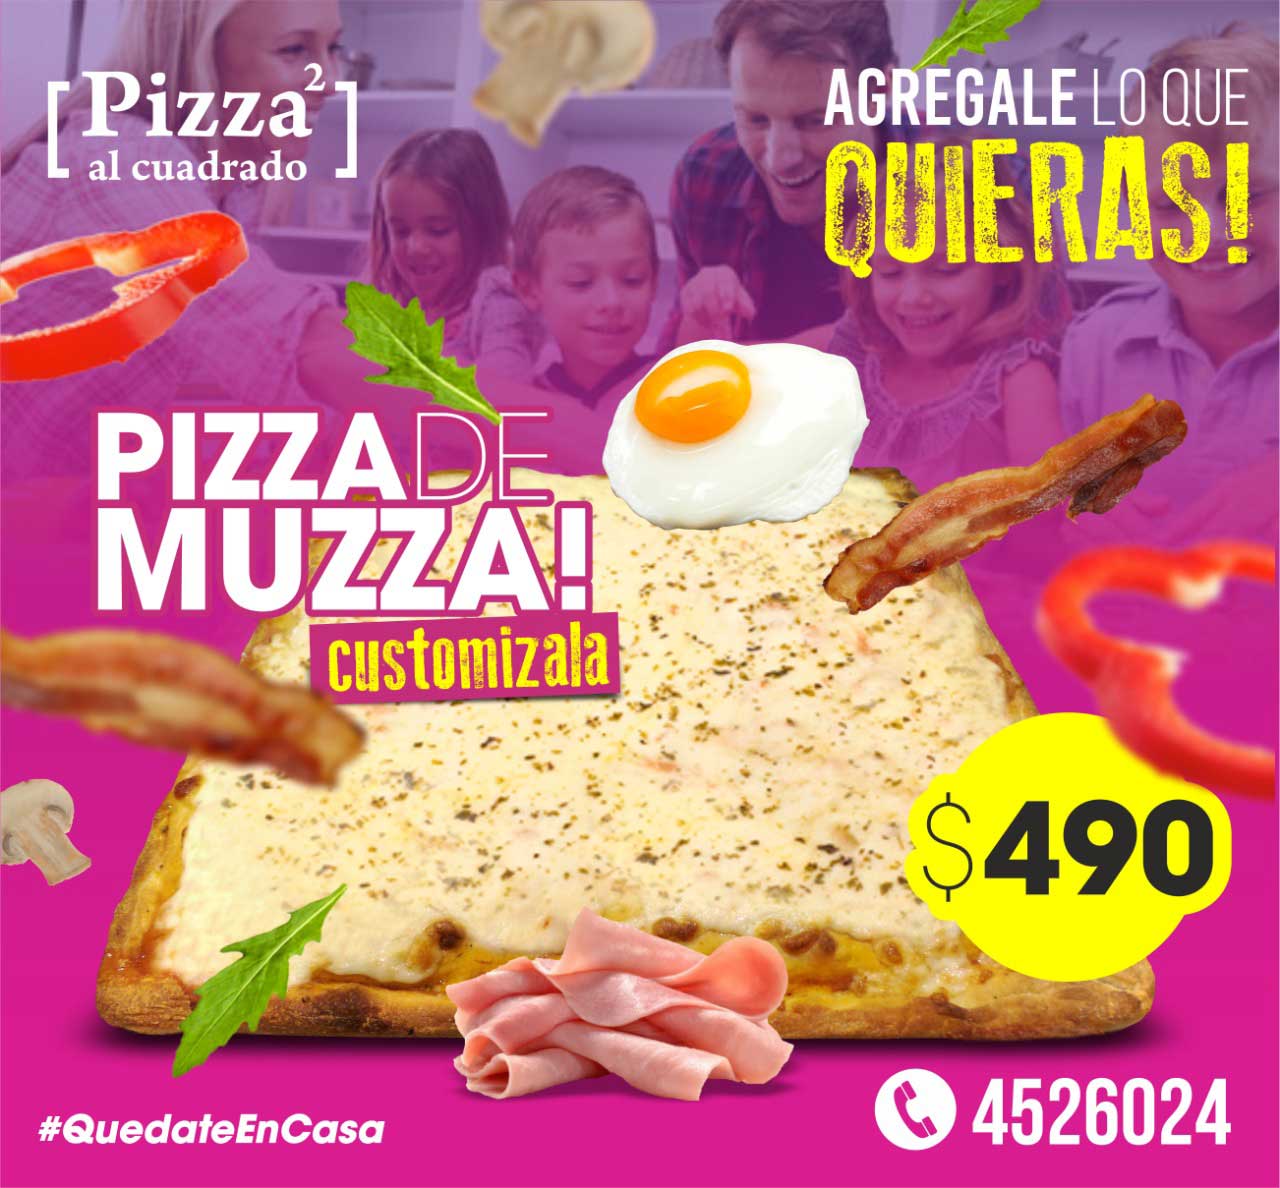 [Pizza²]
al cuadrado
AGREGALE LO QUE
QUIERAS!
PIZZA DE
MUZZA!
customizala
$490
#QuedateEnCasa
4526024